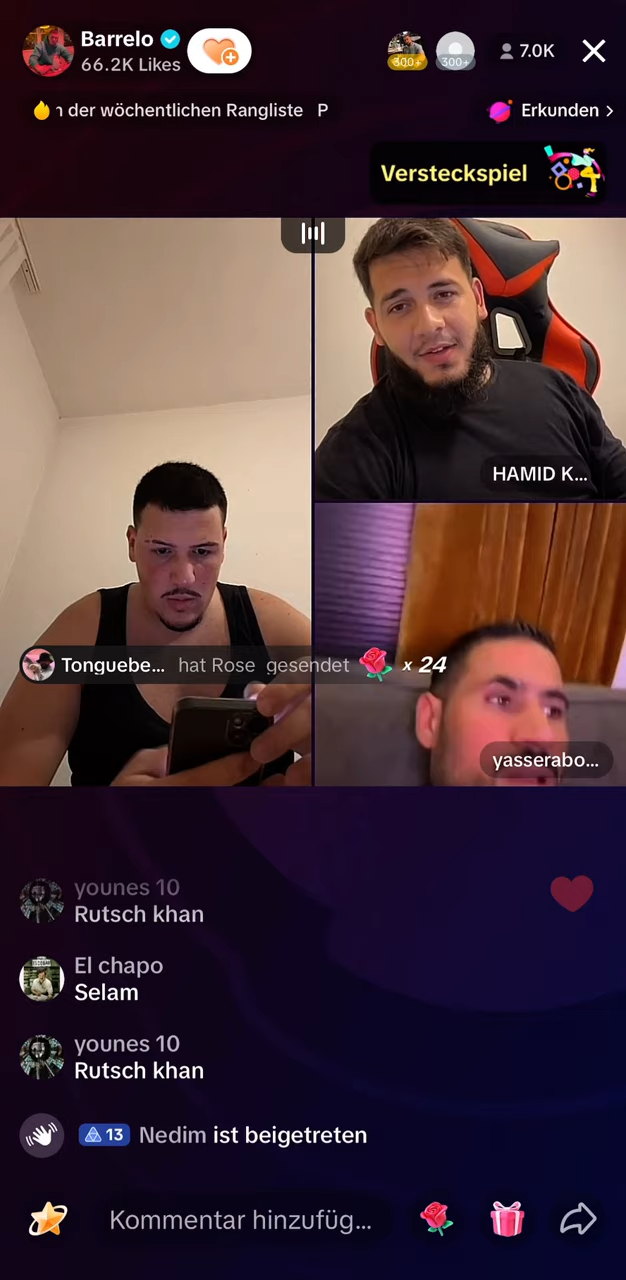 Barrelo
66.2K Likes
300+
300+
7.0K
n der wöchentlichen Rangliste P
Erkunden >
Versteckspiel
HAMID K...
Tonguebe... hat Rose gesendet x 24
yasserabo...
younes 10
Rutsch khan
El chapo
Selam
younes 10
Rutsch khan
13 Nedim ist beigetreten
Kommentar hinzufüg...